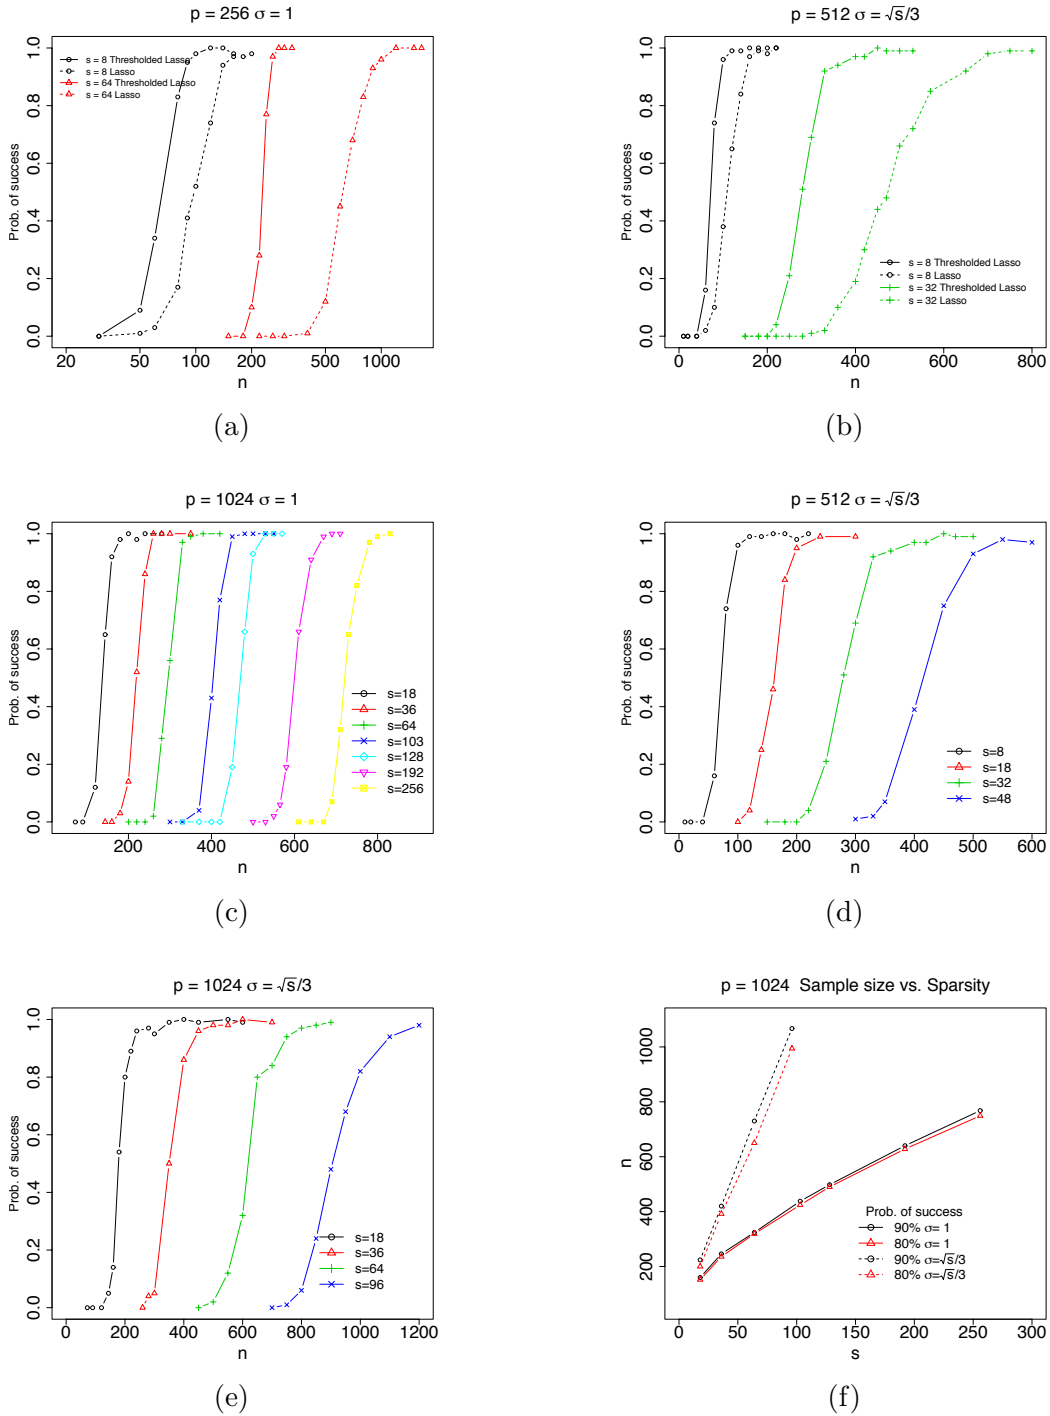 p = 256 σ = 1
Prob. of success
0.0 0.2 0.4 0.6 0.8 1.0
s = 8 Thresholded Lasso
s = 8 Lasso
s = 64 Thresholded Lasso
s = 64 Lasso
20 50 100 200 500 1000
n
(a)
p = 512 σ = √s/3
Prob. of success
0.0 0.2 0.4 0.6 0.8 1.0
s = 8 Thresholded Lasso
s = 8 Lasso
s = 32 Thresholded Lasso
s = 32 Lasso
0 200 400 600 800
n
(b)
p = 1024 σ = 1
Prob. of success
0.0 0.2 0.4 0.6 0.8 1.0
s=18
s=36
s=64
s=103
s=128
s=192
s=256
200 400 600 800
n
(c)
p = 512 σ = √s/3
Prob. of success
0.0 0.2 0.4 0.6 0.8 1.0
s=8
s=18
s=32
s=48
0 100 200 300 400 500 600
n
(d)
p = 1024 σ = √s/3
Prob. of success
0.0 0.2 0.4 0.6 0.8 1.0
s=18
s=36
s=64
s=96
0 200 400 600 800 1000 1200
n
(e)
p = 1024 Sample size vs. Sparsity
n
200 400 600 800 1000
Prob. of success
90% σ= 1
80% σ= 1
90% σ=√s/3
80% σ=√s/3
0 50 100 150 200 250 300
s
(f)